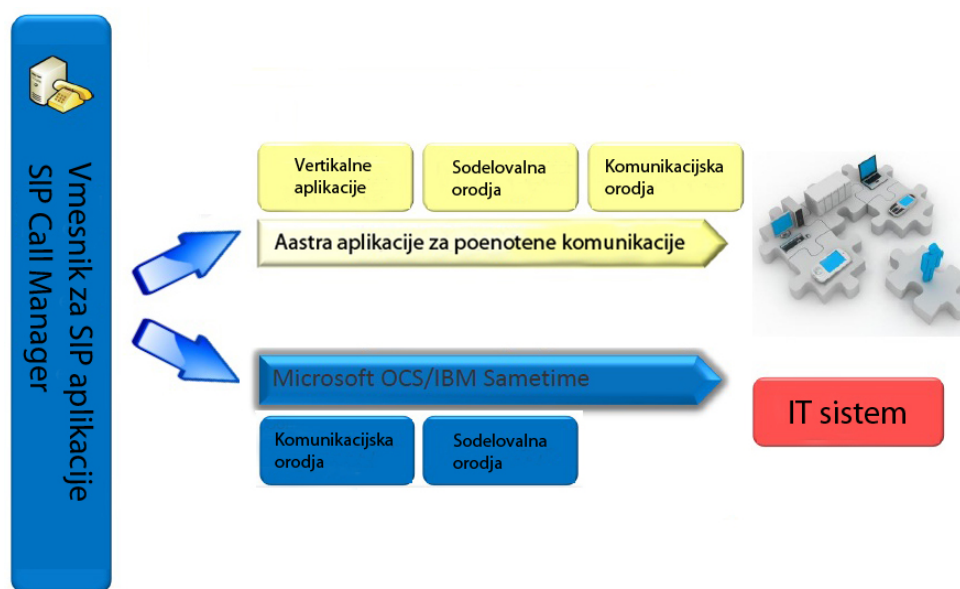 Vmesnik za SIP aplikacije
SIP Call Manager
Vertikalne
aplikacije
Sodelovalna
orodja
Komunikacijska
orodja
Aastra aplikacije za poenotene komunikacije
Microsoft OCS/IBM Sametime
Komunikacijska
orodja
Sodelovalna
orodja
IT sistem